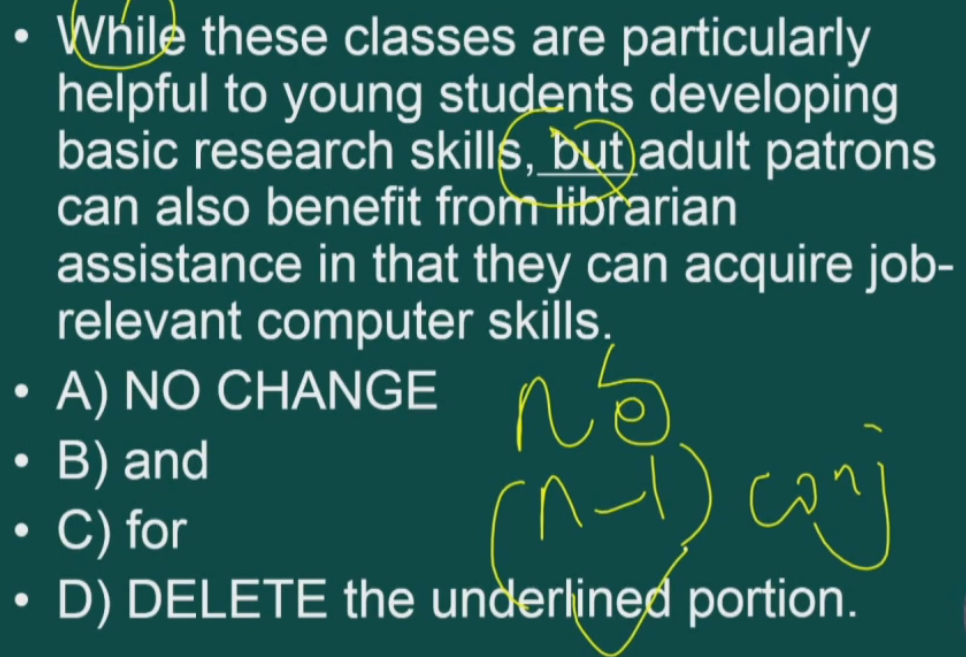 • While these classes are particularly
helpful to young students developing
basic research skills, but adult patrons
can also benefit from librarian
assistance in that they can acquire job-
relevant computer skills.
• A) NO CHANGE
• B) and
• C) for
• D) DELETE the underlined portion.
(n-1) conj